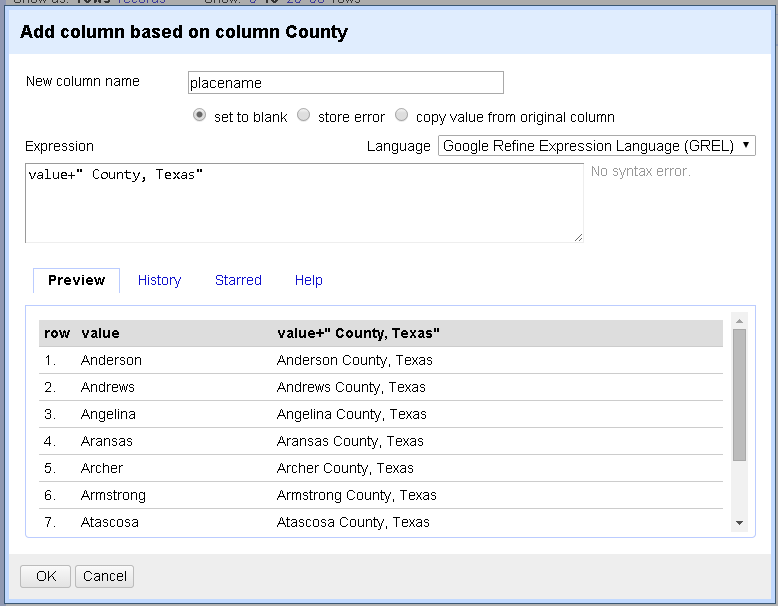 Add column based on column County
New column name placename
set to blank store error copy value from original column
Expression Language Google Refine Expression Language (GREL)
value+" County, Texas" No syntax error.
Preview History Starred Help
row value value+" County, Texas"
1. Anderson Anderson County, Texas
2. Andrews Andrews County, Texas
3. Angelina Angelina County, Texas
4. Aransas Aransas County, Texas
5. Archer Archer County, Texas
6. Armstrong Armstrong County, Texas
7. Atascosa Atascosa County, Texas
OK Cancel